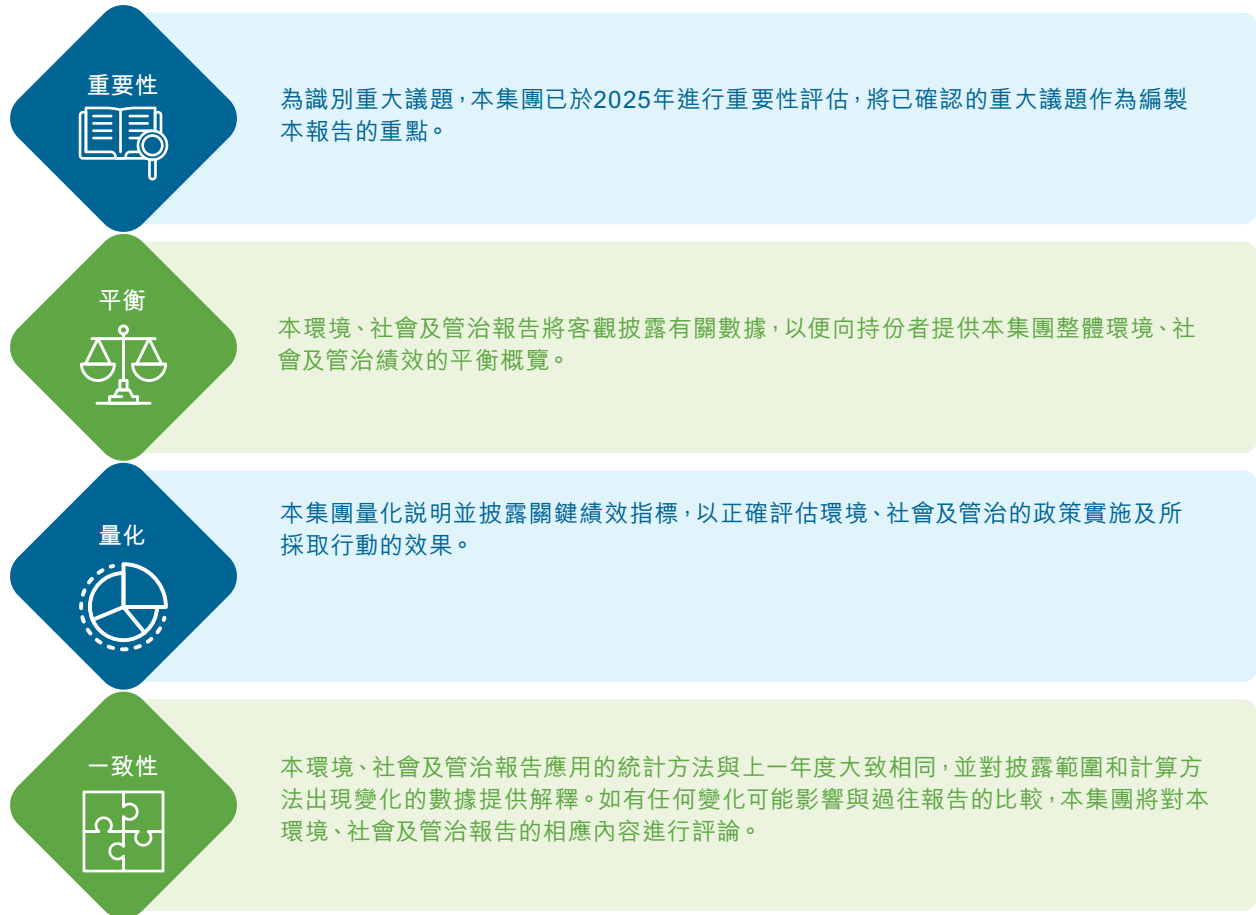 重要性
為識別重大議題，本集團已於2025年進行重要性評估，將已確認的重大議題作為編製
本報告的重點。
平衡
本環境、社會及管治報告將客觀披露有關數據，以便向持份者提供本集團整體環境、社
會及管治績效的平衡概覽。
量化
本集團量化說明並披露關鍵績效指標，以正確評估環境、社會及管治的政策實施及所
採取行動的效果。
一致性
本環境、社會及管治報告應用的統計方法與上一年度大致相同，並對披露範圍和計算方
法出現變化的數據提供解釋。如有任何變化可能影響與過往報告的比較，本集團將對本
環境、社會及管治報告的相應內容進行評論。